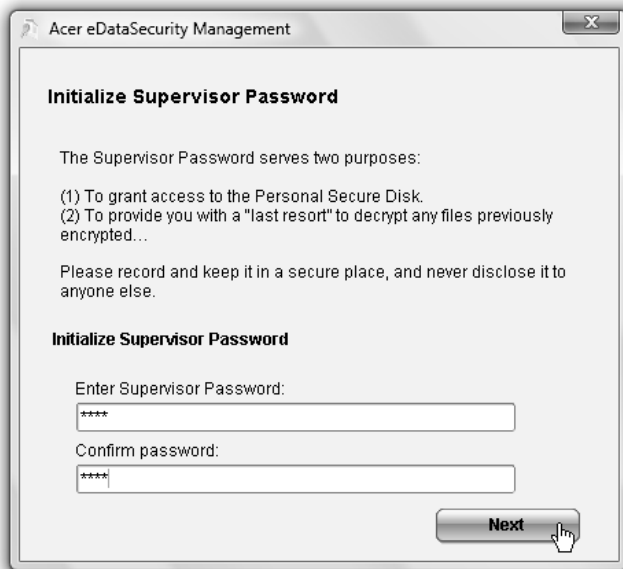 Acer eDataSecurity Management
Initialize Supervisor Password
The Supervisor Password serves two purposes:
(1) To grant access to the Personal Secure Disk.
(2) To provide you with a "last resort" to decrypt any files previously
encrypted...
Please record and keep it in a secure place, and never disclose it to
anyone else.
Initialize Supervisor Password
Enter Supervisor Password:
****
Confirm password:
****
Next